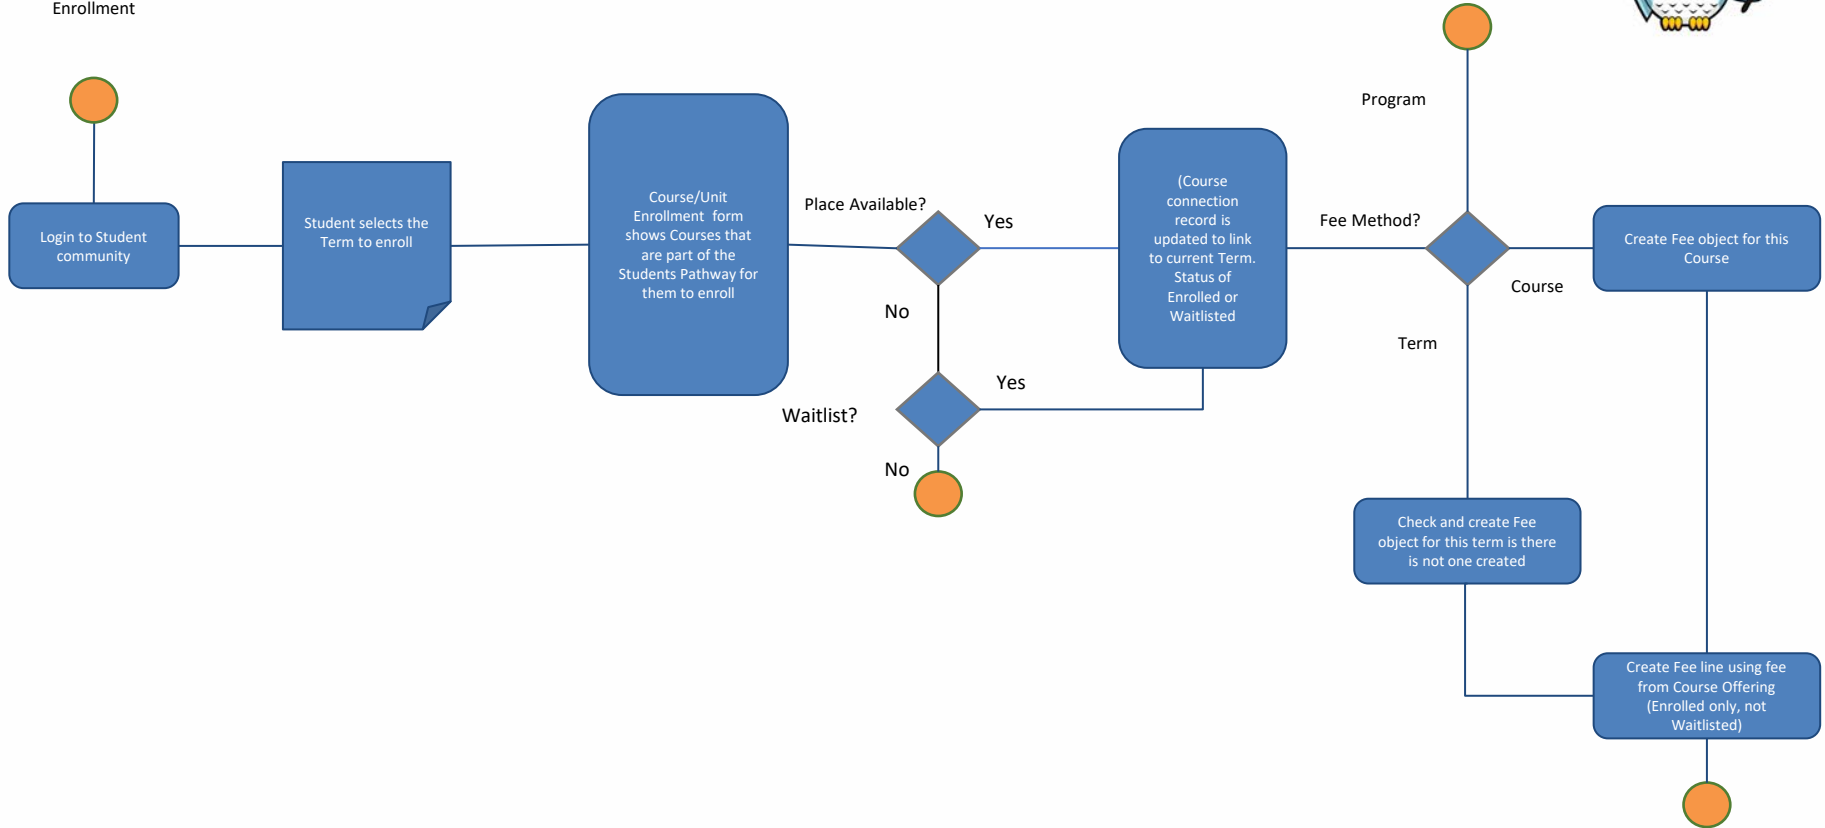 Enrollment
Login to Student
community
Student selects the
Term to enroll
Course/Unit
Enrollment form
shows Courses that
are part of the
Students Pathway for
them to enroll
Place Available?
Yes
No
Waitlist?
Yes
No
(Course
connection
record is
updated to link
to current Term.
Status of
Enrolled or
Waitlisted
Fee Method?
Program
Course
Term
Create Fee object for this
Course
Check and create Fee
object for this term is there
is not one created
Create Fee line using fee
from Course Offering
(Enrolled only, not
Waitlisted)